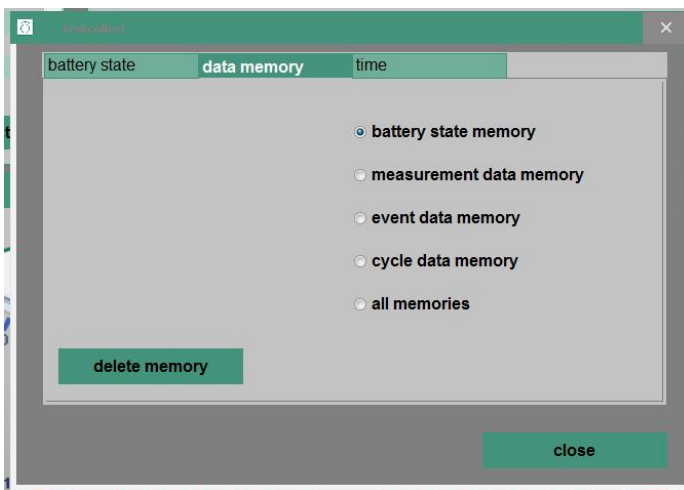 trakcollect
battery state data memory time
battery state memory
measurement data memory
event data memory
cycle data memory
all memories
delete memory
close